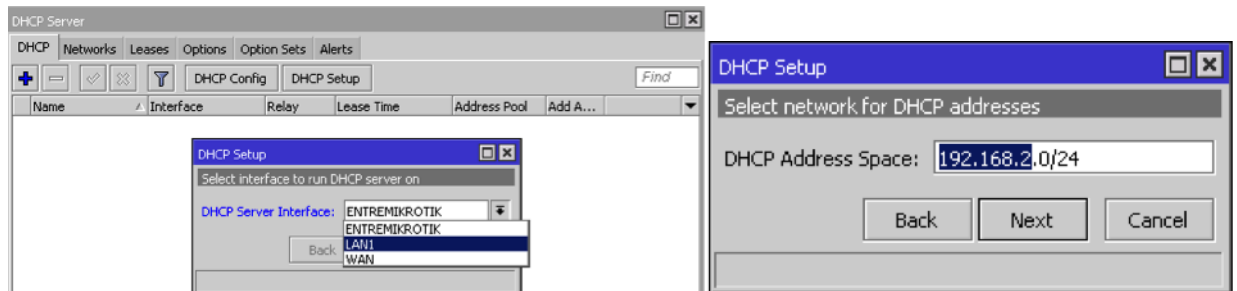 DHCP Server
DHCP Networks Leases Options Option Sets Alerts
DHCP Config DHCP Setup Find
Name Interface Relay Lease Time Address Pool Add A...
DHCP Setup
Select interface to run DHCP server on
DHCP Server Interface: ENTREMIKROTIK
ENTREMIKROTIK
LAN1
WAN
Back
DHCP Setup
Select network for DHCP addresses
DHCP Address Space: 192.168.2.0/24
Back Next Cancel